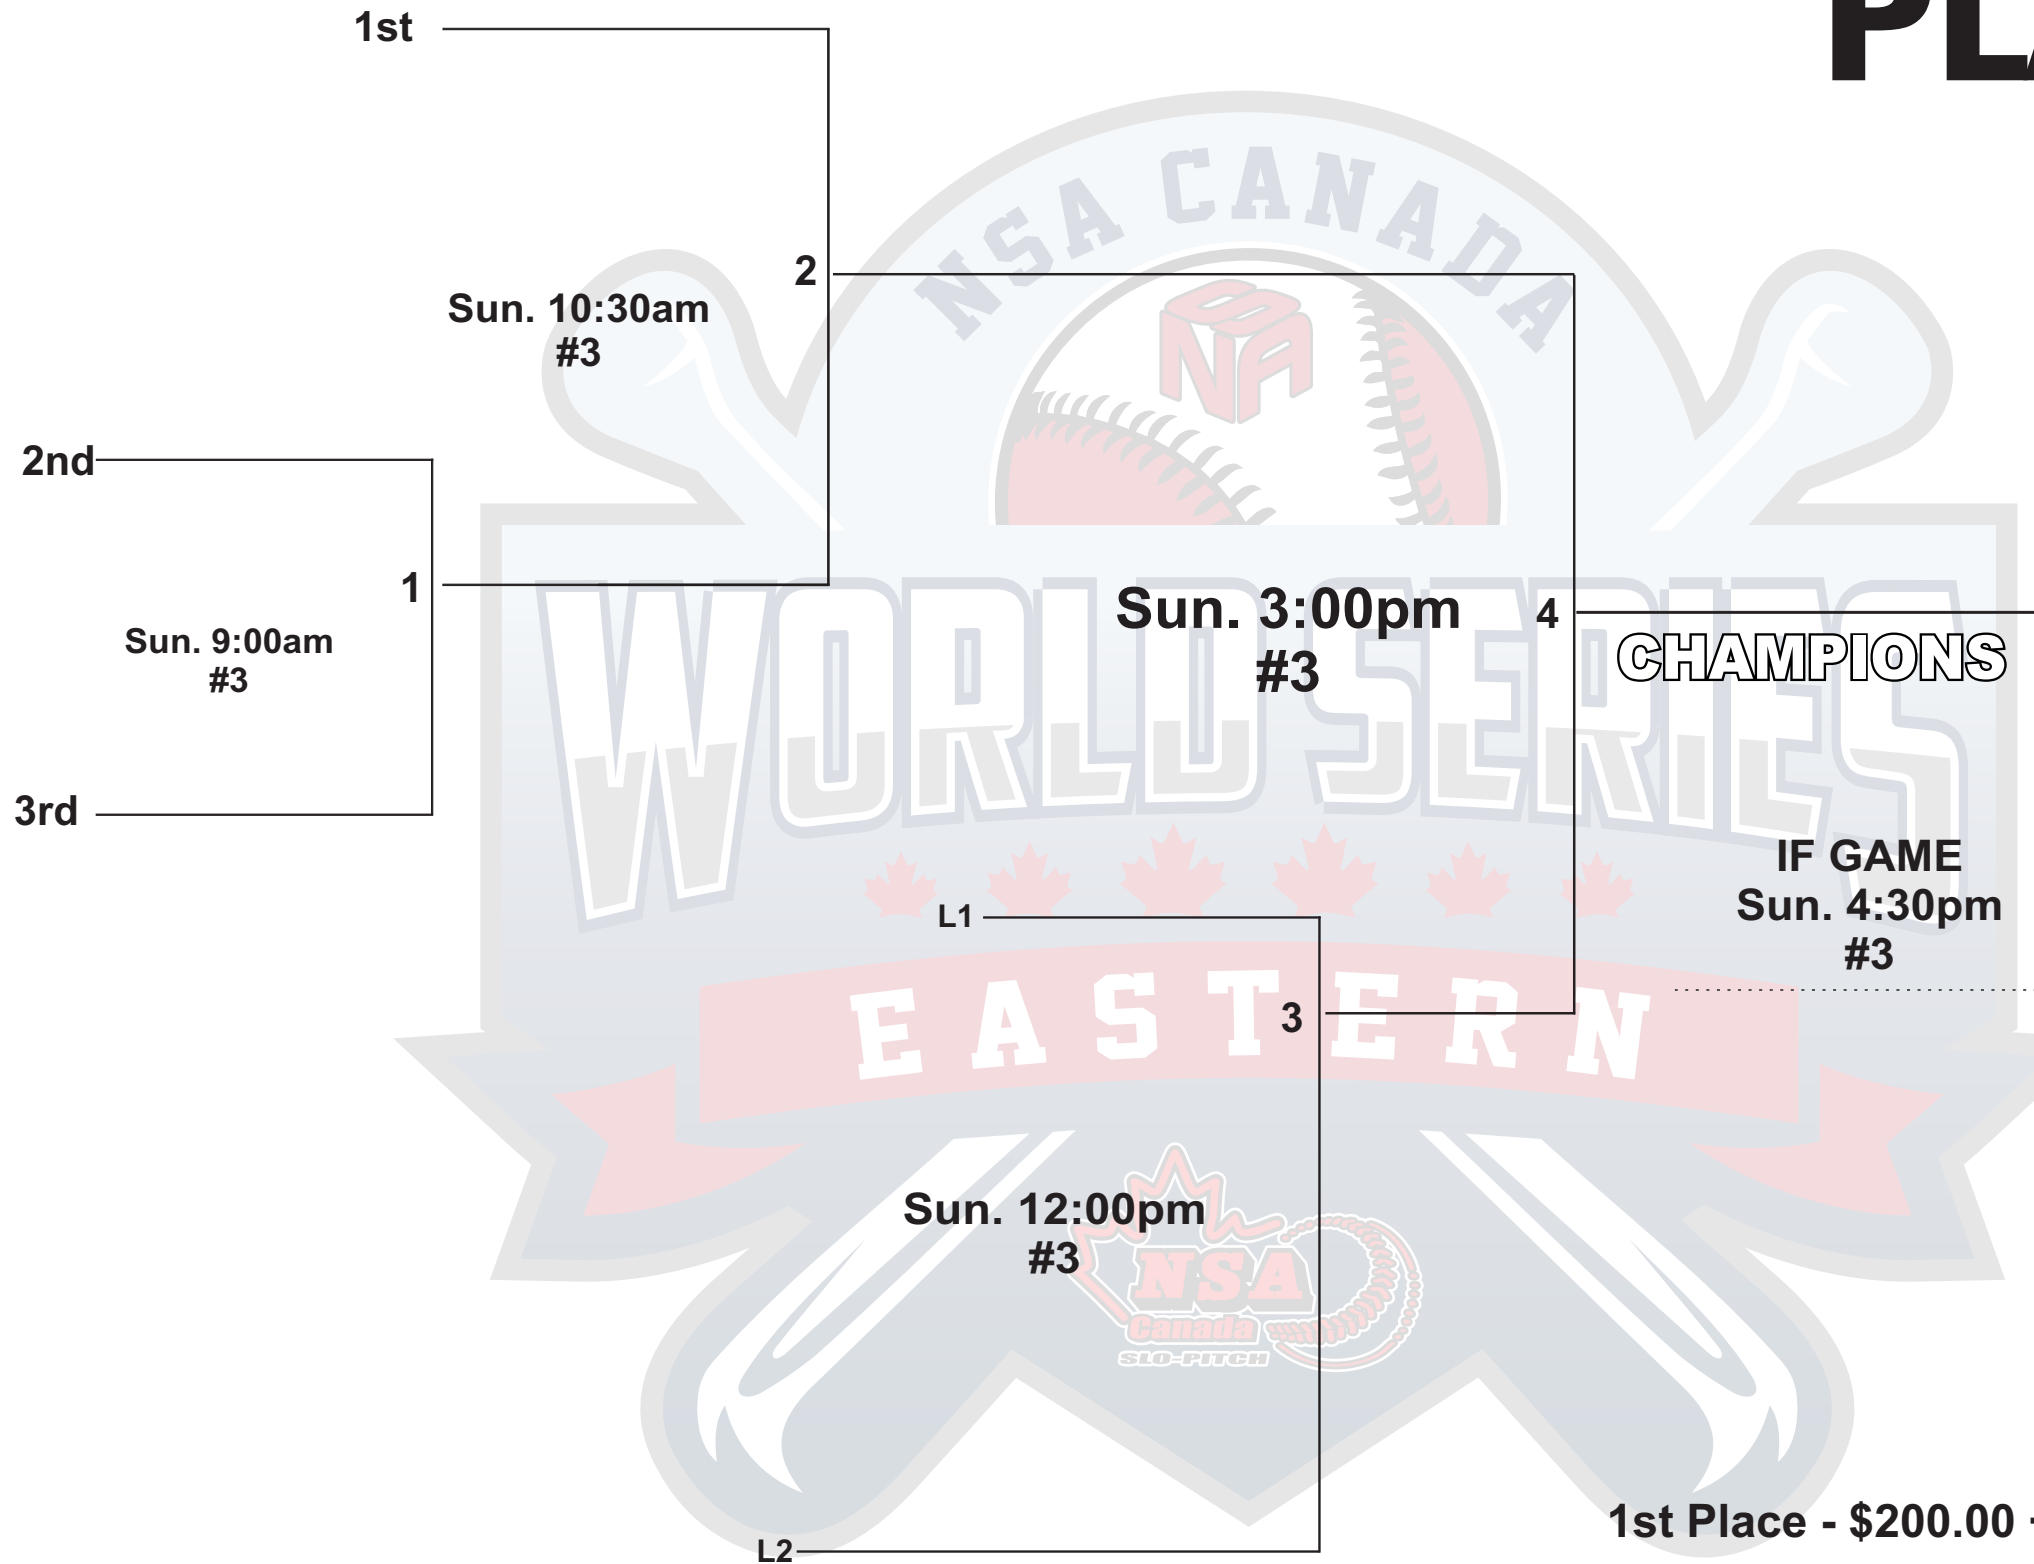 PLA
1st
NSA CANADA
NSA
2
Sun. 10:30am
#3
2nd
1
Sun. 9:00am
#3
3rd
WORLD SERIES
Sun. 3:00pm
#3
4
CHAMPIONS
IF GAME
Sun. 4:30pm
#3
L1
EASTERN
3
Sun. 12:00pm
#3
NSA
Canada
SLO-PITCH
1st Place - $200.00
L2